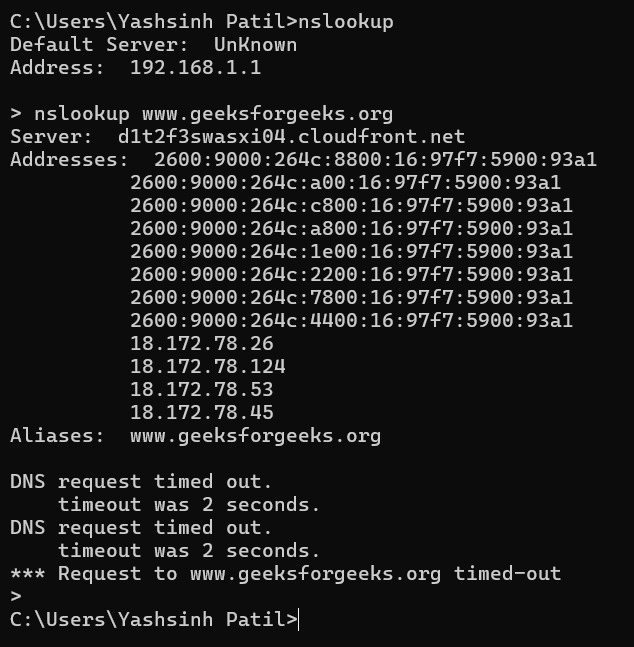 C:\Users\Yashsinh Patil>nslookup
Default Server:  UnKnown
Address:  192.168.1.1

> nslookup www.geeksforgeeks.org
Server:  d1t2f3swasxi04.cloudfront.net
Addresses:  2600:9000:264c:8800:16:97f7:5900:93a1
          2600:9000:264c:a00:16:97f7:5900:93a1
          2600:9000:264c:c800:16:97f7:5900:93a1
          2600:9000:264c:a800:16:97f7:5900:93a1
          2600:9000:264c:1e00:16:97f7:5900:93a1
          2600:9000:264c:2200:16:97f7:5900:93a1
          2600:9000:264c:7800:16:97f7:5900:93a1
          2600:9000:264c:4400:16:97f7:5900:93a1
          18.172.78.26
          18.172.78.124
          18.172.78.53
          18.172.78.45
Aliases:  www.geeksforgeeks.org

DNS request timed out.
    timeout was 2 seconds.
DNS request timed out.
    timeout was 2 seconds.
*** Request to www.geeksforgeeks.org timed-out
>
C:\Users\Yashsinh Patil>